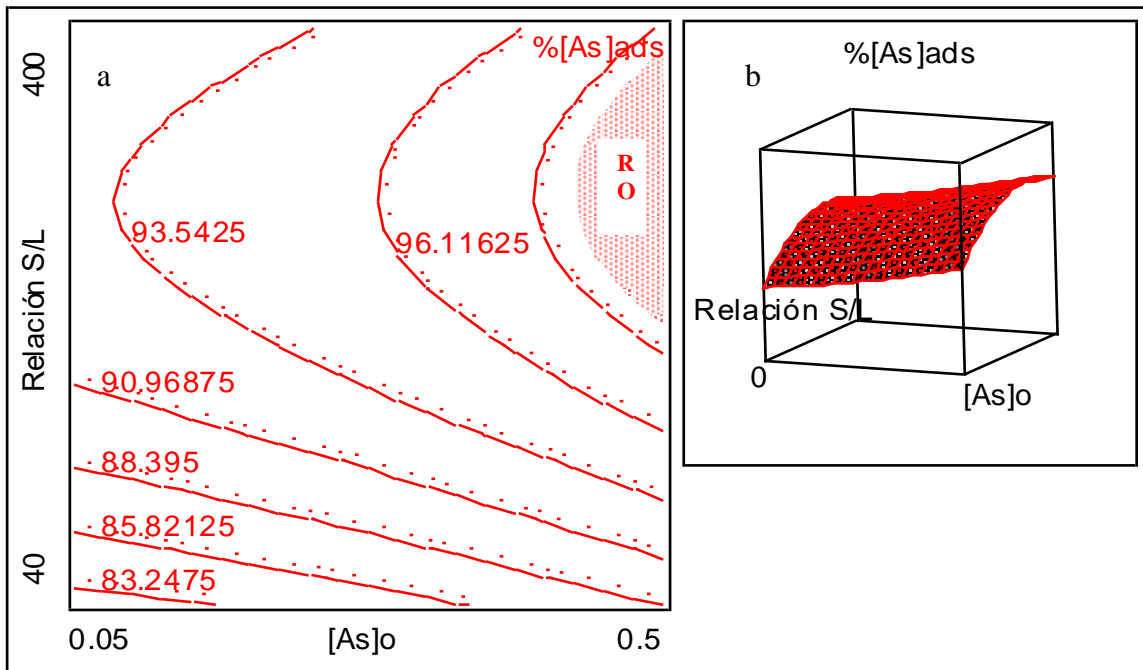 %[As]ads
a
400
R
O
93.5425
96.11625
Relación S/L
90.96875
88.395
85.82125
83.2475
40
0.05
[As]o
0.5
%[As]ads
b
Relación S/L
0
[As]o